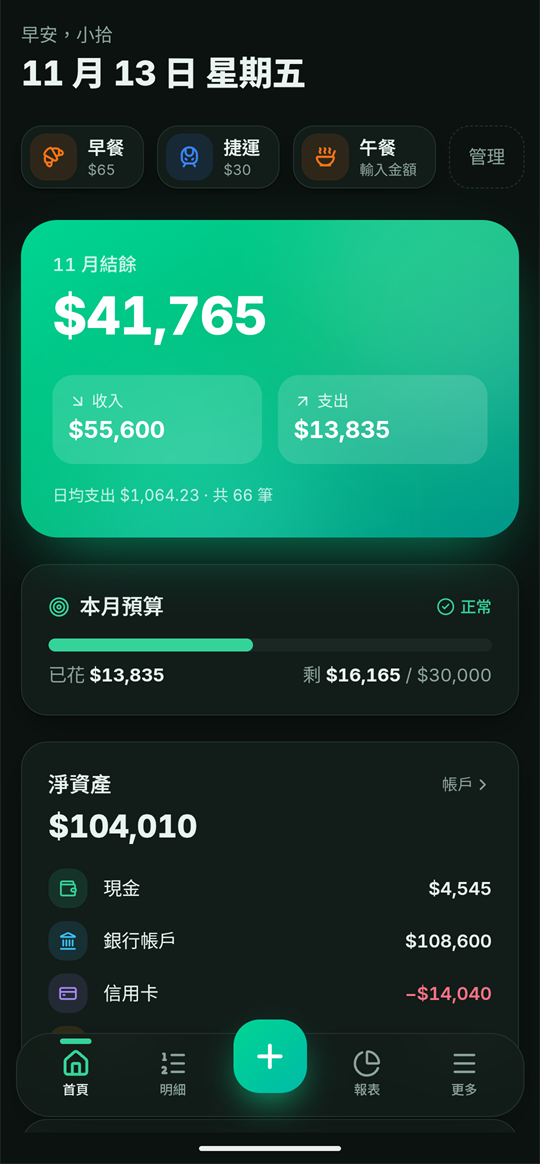 早安，小拾
11 月 13 日 星期五
早餐
$65
捷運
$30
午餐
輸入金額
管理
11 月結餘
$41,765
收入
$55,600
支出
$13,835
日均支出 $1,064.23 · 共 66 筆
本月預算
正常
已花 $13,835
剩 $16,165 / $30,000
淨資產
帳戶
$104,010
現金
$4,545
銀行帳戶
$108,600
信用卡
−$14,040
首頁
明細
報表
更多